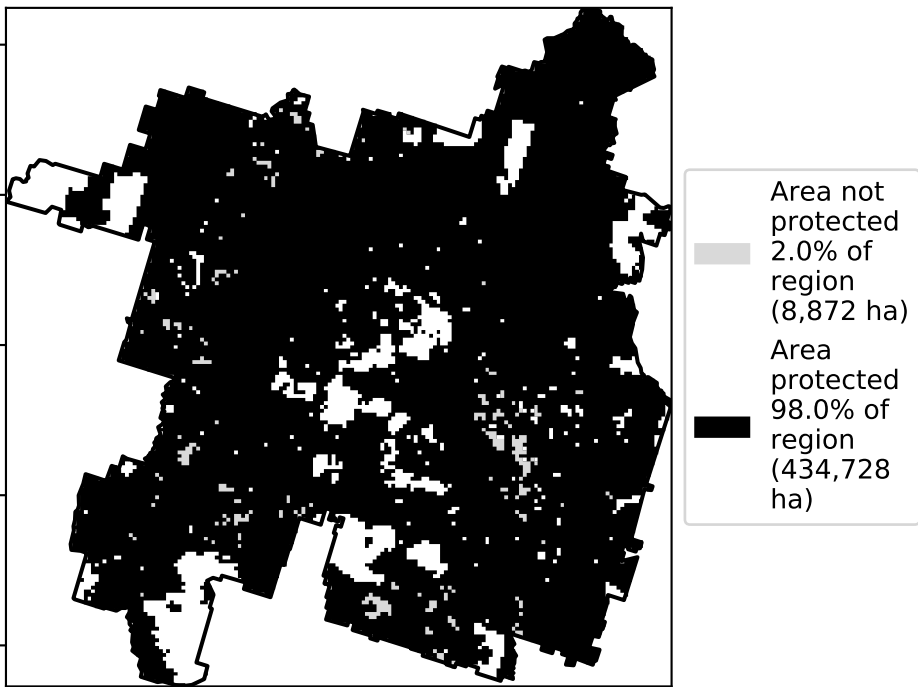 Area not
protected
2.0% of
region
(8,872 ha)
Area
protected
98.0% of
region
(434,728
ha)